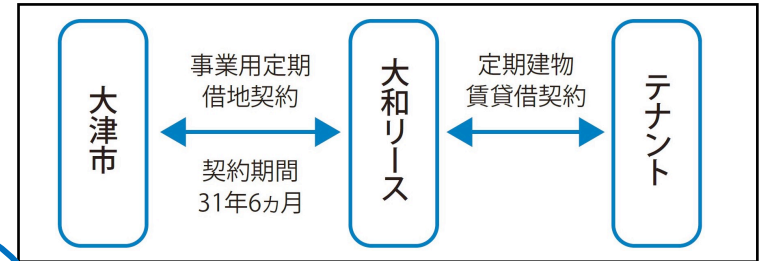 大津市
事業用定期
借地契約
契約期間
31年6ヵ月
大和リース
定期建物
賃貸借契約
テナント